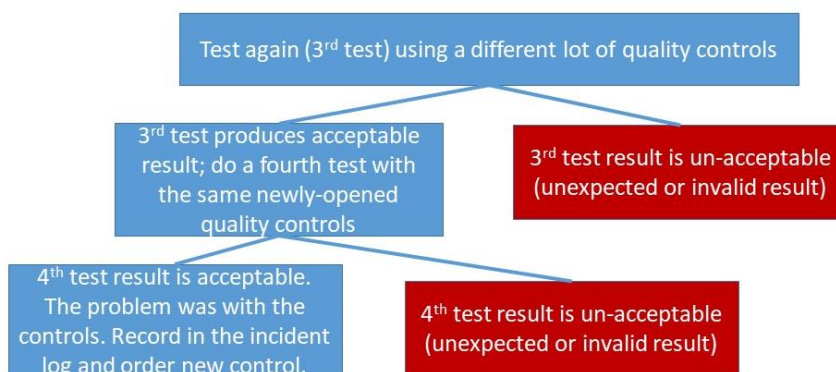 Test again (3rd test) using a different lot of quality controls
3rd test produces acceptable
result; do a fourth test with
the same newly-opened
quality controls
3rd test result is un-acceptable
(unexpected or invalid result)
4th test result is acceptable.
The problem was with the
controls. Record in the incident
log and order new control.
4th test result is un-acceptable
(unexpected or invalid result)